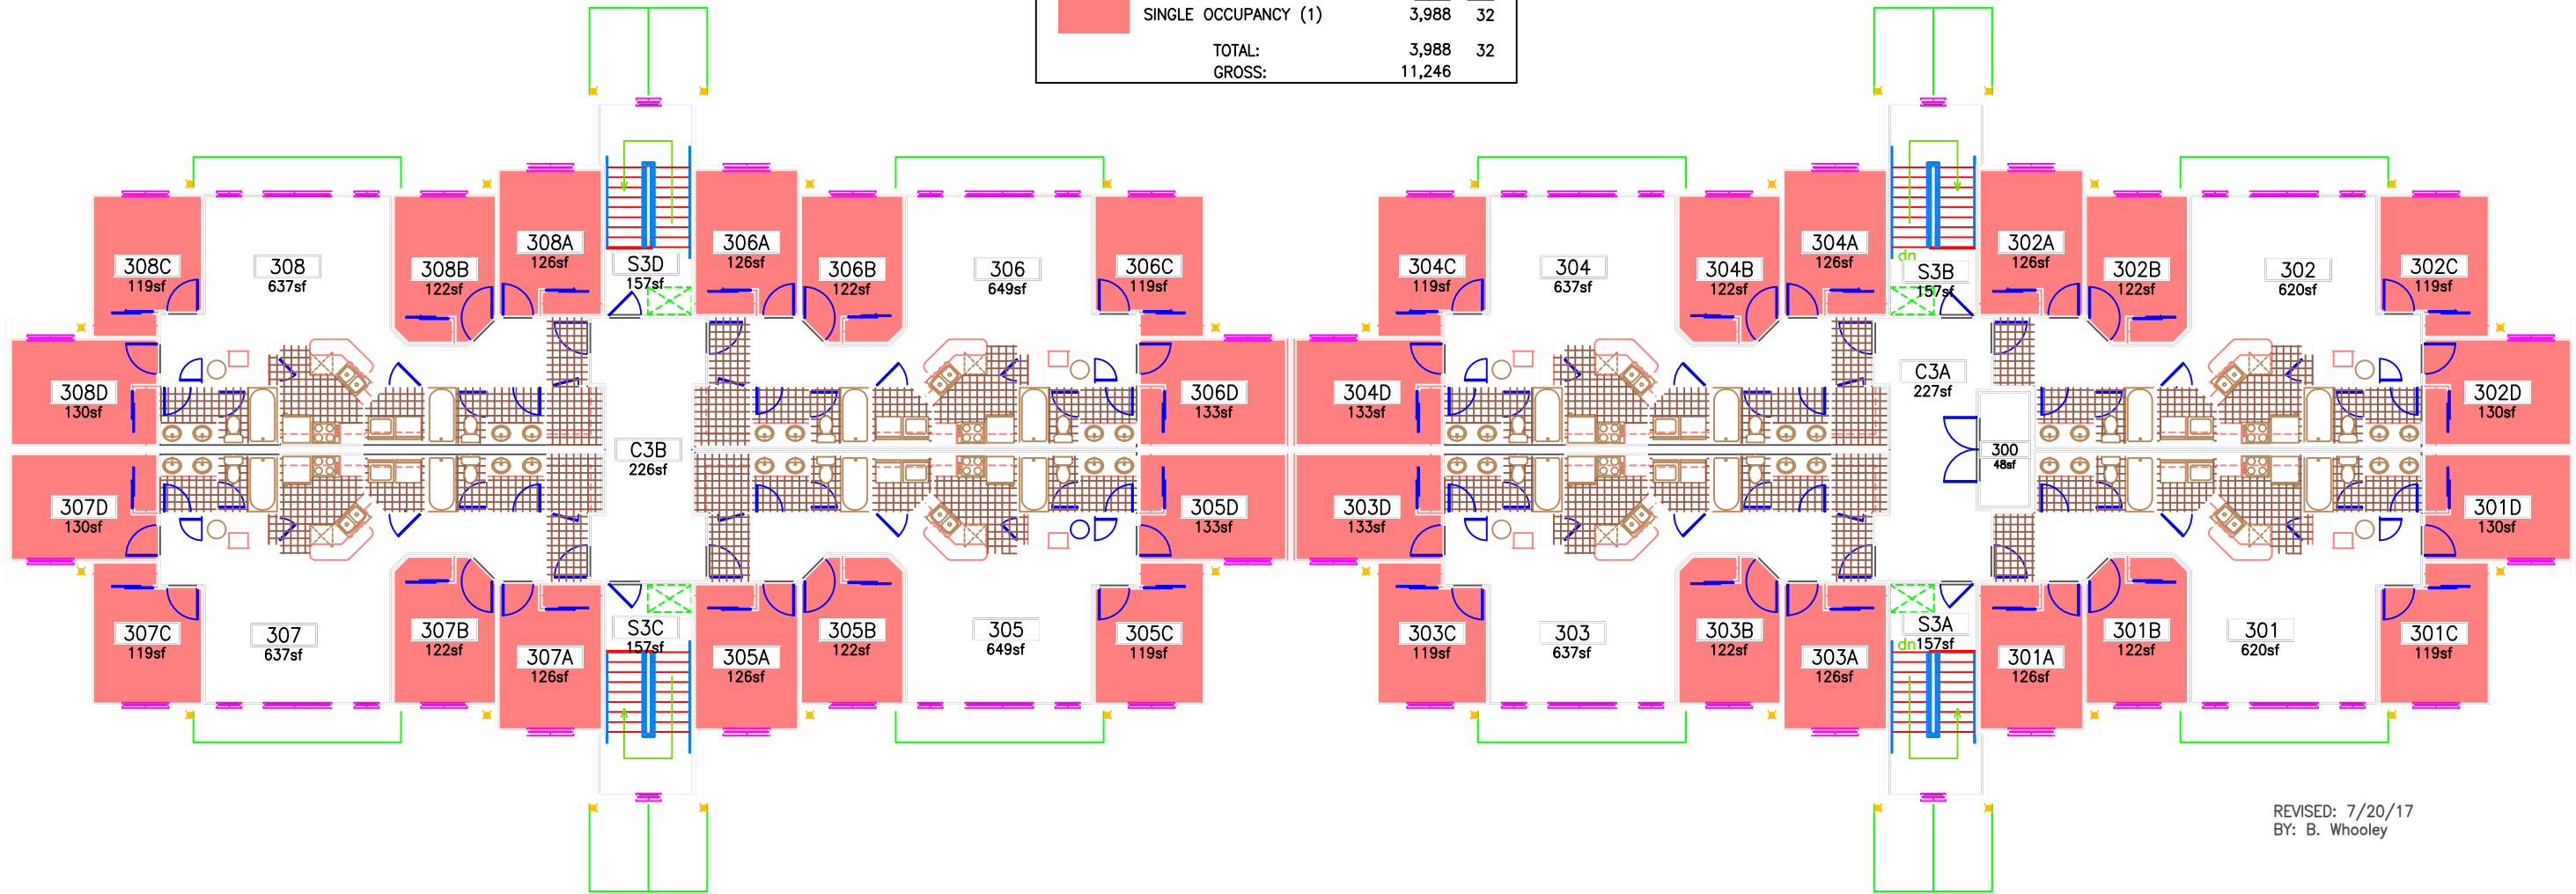 SINGLE OCCUPANCY (1) 3,988 32
TOTAL: 3,988 32
GROSS: 11,246
308C
119sf
308
637sf
308B
122sf
308A
126sf
S3D
157sf
306A
126sf
306B
122sf
306
649sf
306C
119sf
304C
119sf
304
637sf
304B
122sf
304A
126sf
dn
S3B
157sf
302A
126sf
302B
122sf
302
620sf
302C
119sf
308D
130sf
306D
133sf
304D
133sf
C3A
227sf
302D
130sf
C3B
226sf
300
48sf
307D
130sf
305D
133sf
303D
133sf
301D
130sf
307C
119sf
307
637sf
307B
122sf
307A
126sf
S3C
157sf
305A
126sf
305B
122sf
305
649sf
305C
119sf
303C
119sf
303
637sf
303B
122sf
303A
126sf
S3A
dn
157sf
301A
126sf
301B
122sf
301
620sf
301C
119sf
REVISED: 7/20/17
BY: B. Whooley